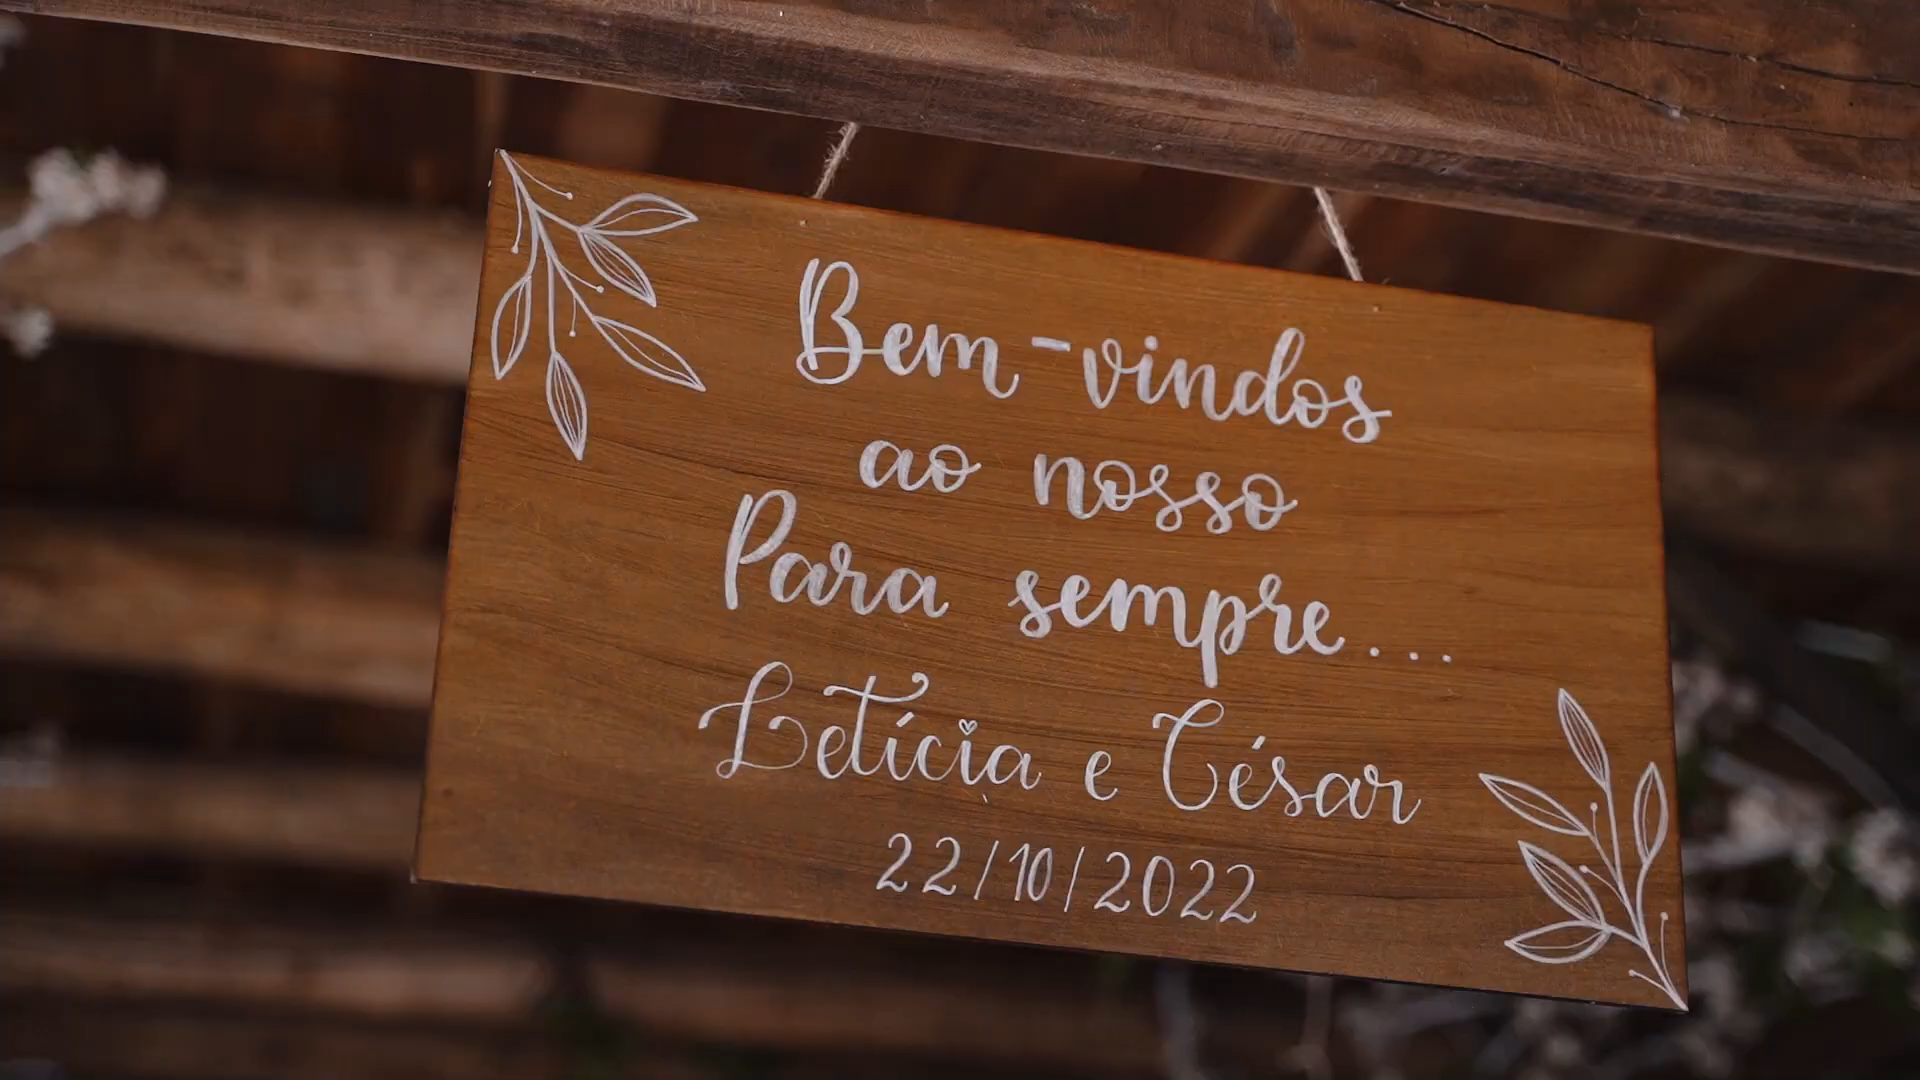 Bem-vindos
ao nosso
Para sempre....
Letícia e César
22/10/2022